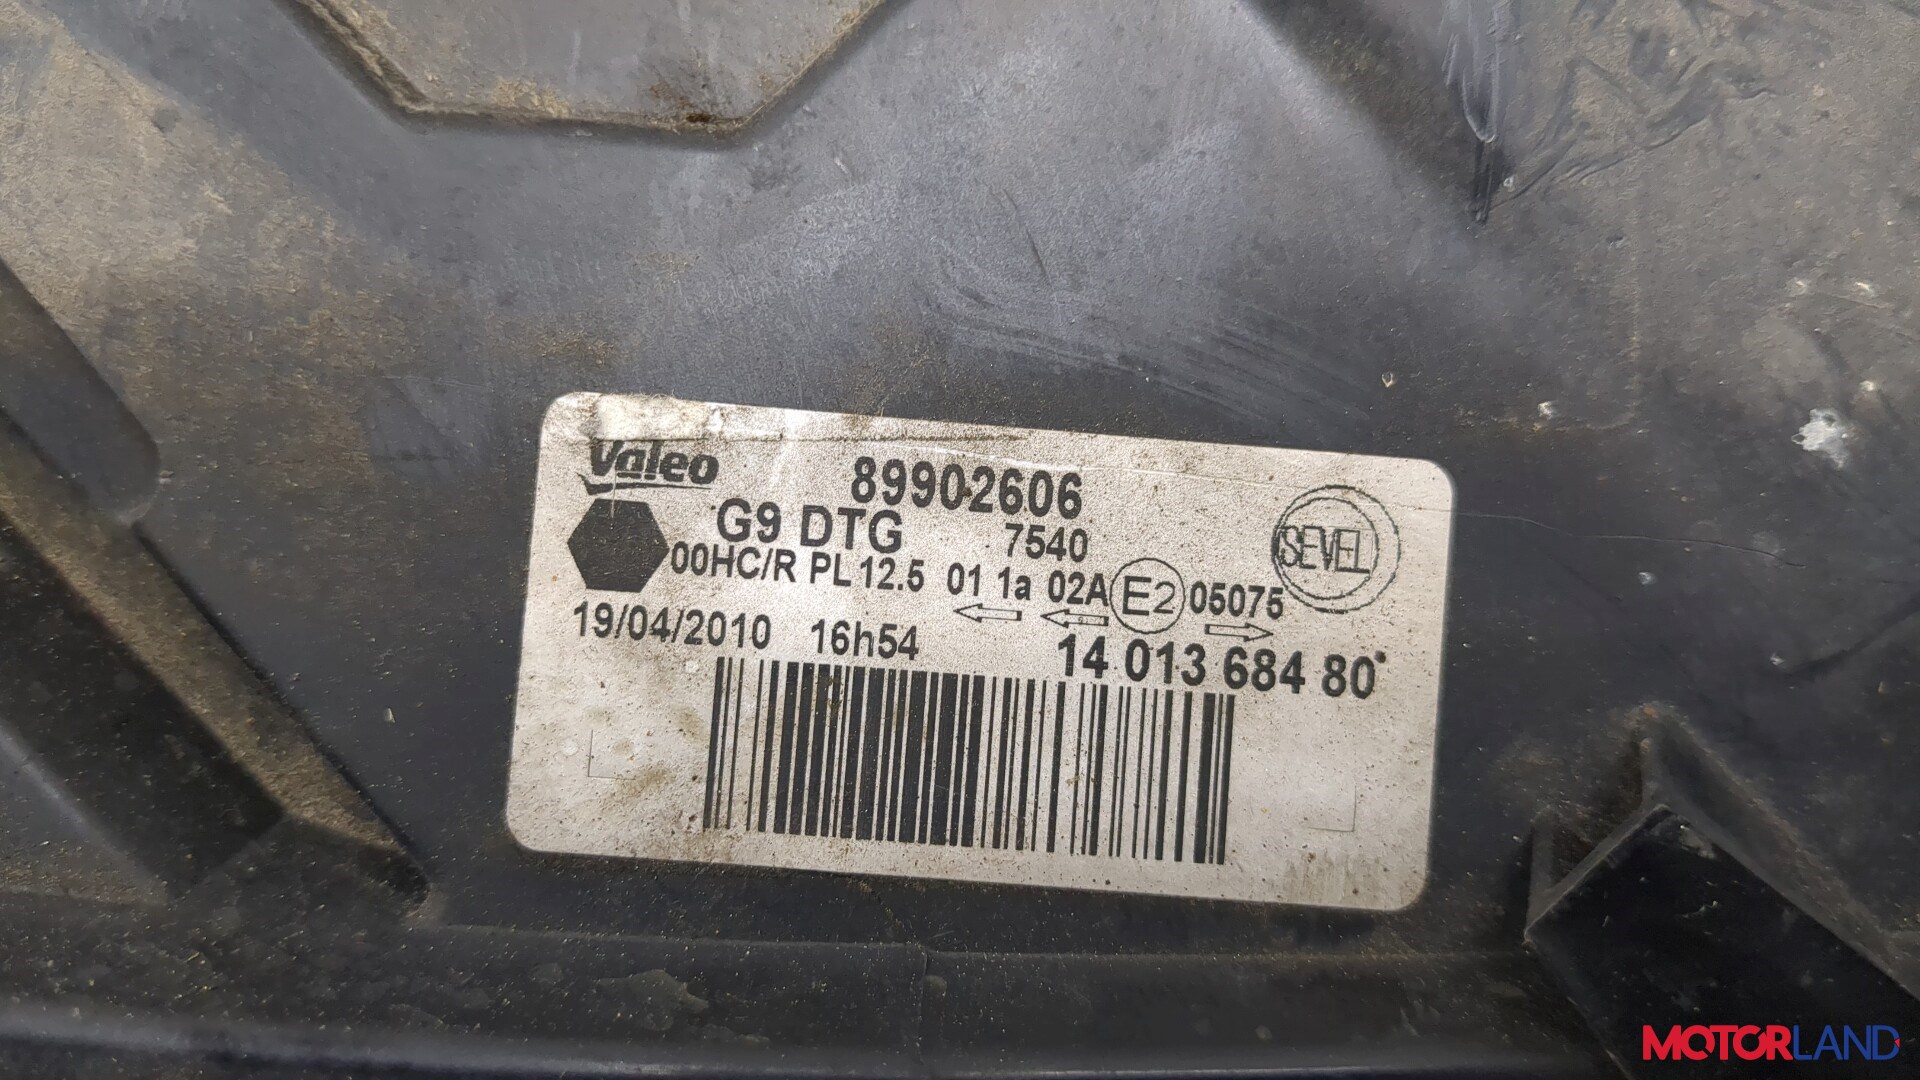 Valeo 89902606
G9 DTG 7540 SEVEL
00HC/R PL 12.5 01 1a 02A E2 05075
19/04/2010 16h54 14 013 684 80
MOTORLAND